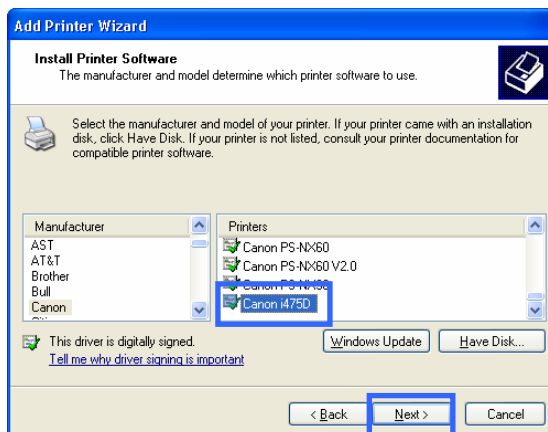 Add Printer Wizard
Install Printer Software
The manufacturer and model determine which printer software to use.
Select the manufacturer and model of your printer. If your printer came with an installation
disk, click Have Disk. If your printer is not listed, consult your printer documentation for
compatible printer software.
Manufacturer
AST
AT&T
Brother
Bull
Canon
Printers
Canon PS-NX60
Canon PS-NX60 V2.0
Canon i475D
This driver is digitally signed.
Tell me why driver signing is important
Windows Update
Have Disk...
< Back
Next >
Cancel